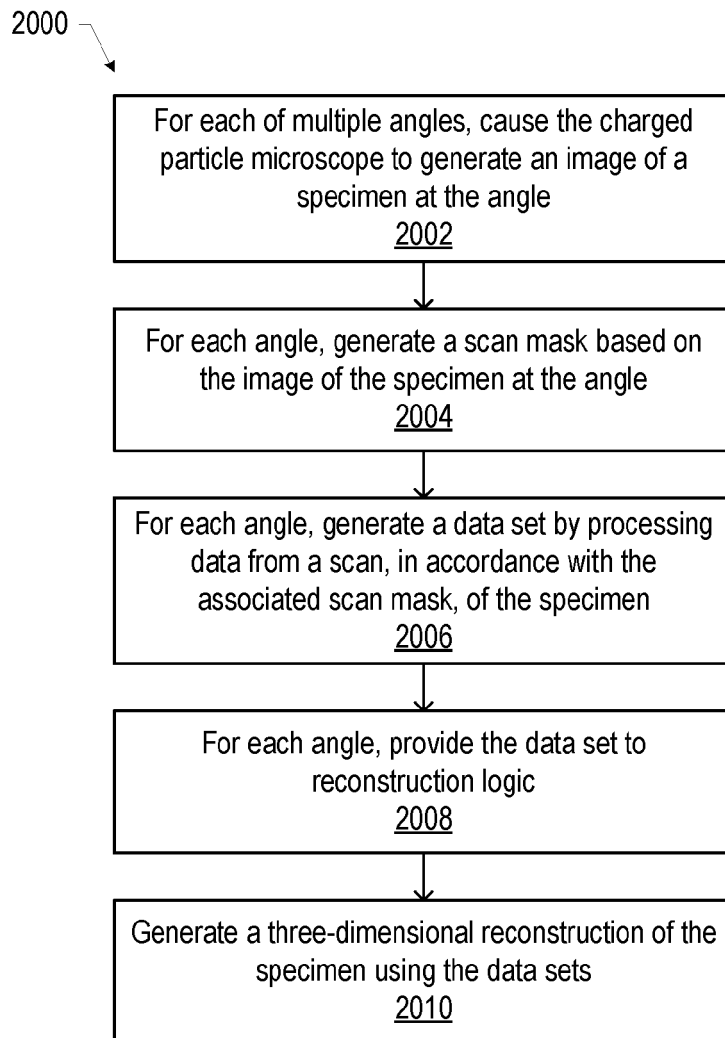 2000
For each of multiple angles, cause the charged
particle microscope to generate an image of a
specimen at the angle
2002
For each angle, generate a scan mask based on
the image of the specimen at the angle
2004
For each angle, generate a data set by processing
data from a scan, in accordance with the
associated scan mask, of the specimen
2006
For each angle, provide the data set to
reconstruction logic
2008
Generate a three-dimensional reconstruction of the
specimen using the data sets
2010